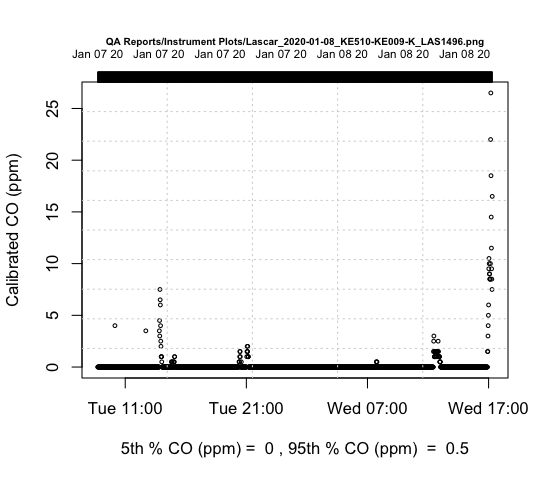 QA Reports/Instrument Plots/Lascar_2020-01-08_KE510-KE009-K_LAS1496.png
Jan 07 20 Jan 07 20 Jan 07 20 Jan 07 20 Jan 08 20 Jan 08 20 Jan 08 20
25
20
15
10
5
0
Calibrated CO (ppm)
Tue 11:00 Tue 21:00 Wed 07:00 Wed 17:00
5th % CO (ppm) = 0 , 95th % CO (ppm) = 0.5